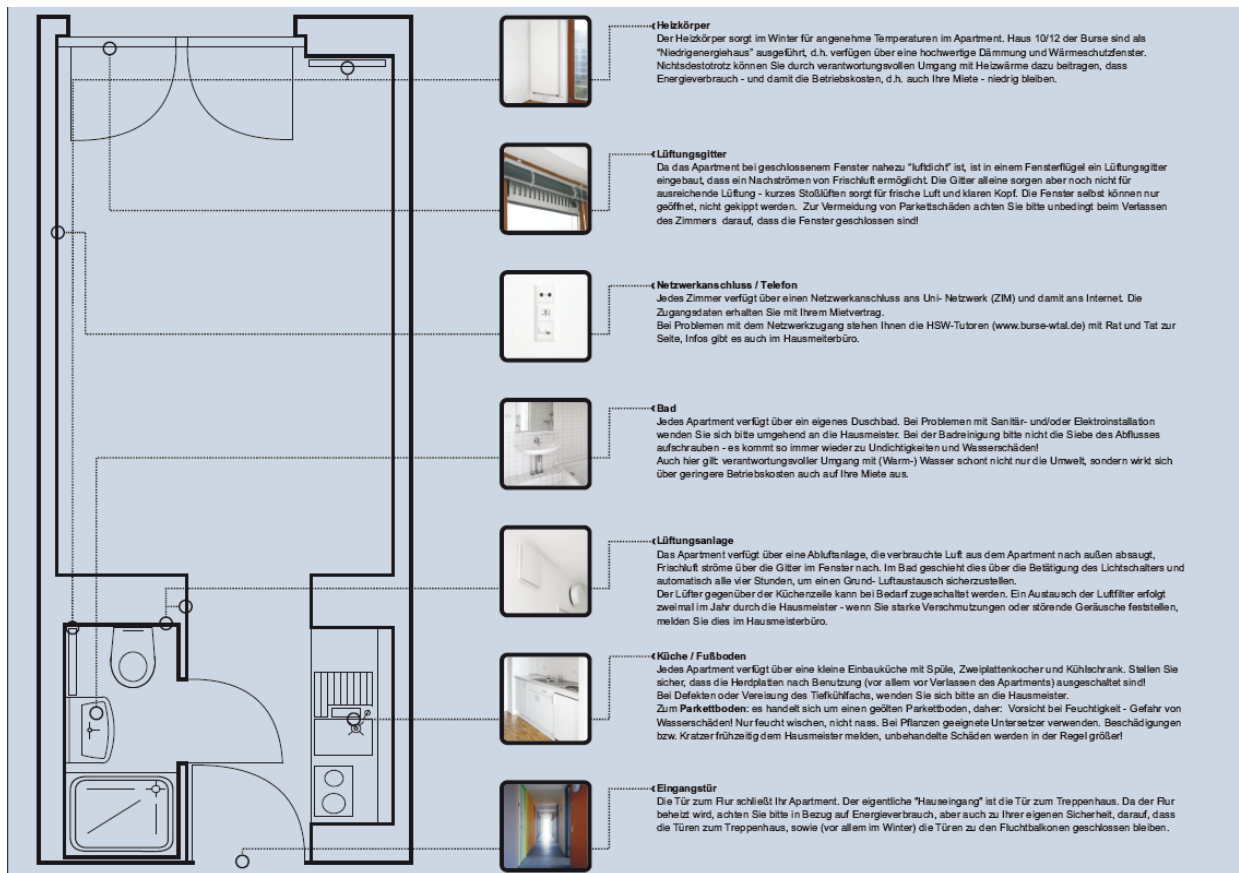 Heizkörper
Der Heizkörper sorgt im Winter für angenehme Temperaturen im Apartment. Haus 10/12 der Burse sind als
"Niedrigenergiehaus" ausgeführt, d.h. verfügen über eine hochwertige Dämmung und Wärmeschutzfenster.
Nichtsdestotrotz können Sie durch verantwortungsvollen Umgang mit Heizwärme dazu beitragen, dass
Energieverbrauch - und damit die Betriebskosten, d.h. auch Ihre Miete - niedrig bleiben.
Lüftungsgitter
Da das Apartment bei geschlossenem Fenster nahezu "luftdicht" ist, ist in einem Fensterflügel ein Lüftungsgitter
eingebaut, dass ein Nachströmen von Frischluft ermöglicht. Die Gitter alleine sorgen aber noch nicht für
ausreichende Lüftung - kurzes Stoßlüften sorgt für frische Luft und klaren Kopf. Die Fenster selbst können nur
geöffnet, nicht gekippt werden. Zur Vermeidung von Parkettschäden achten Sie bitte unbedingt beim Verlassen
des Zimmers darauf, dass die Fenster geschlossen sind!
Netzwerkanschluss / Telefon
Jedes Zimmer verfügt über einen Netzwerkanschluss ans Uni- Netzwerk (ZIM) und damit ans Internet. Die
Zugangsdaten erhalten Sie mit Ihrem Mietvertrag.
Bei Problemen mit dem Netzwerkzugang stehen Ihnen die HSW-Tutoren (www.burse-wtal.de) mit Rat und Tat zur
Seite, Infos gibt es auch im Hausmeiterbüro.
Bad
Jedes Apartment verfügt über ein eigenes Duschbad. Bei Problemen mit Sanitär- und/oder Elektroinstallation
wenden Sie sich bitte umgehend an die Hausmeister. Bei der Badreinigung bitte nicht die Siebe des Abflusses
aufschrauben - es kommt so immer wieder zu Undichtigkeiten und Wasserschäden!
Auch hier gilt: verantwortungsvoller Umgang mit (Warm-) Wasser schont nicht nur die Umwelt, sondern wirkt sich
über geringere Betriebskosten auch auf Ihre Miete aus.
Lüftungsanlage
Das Apartment verfügt über eine Abluftanlage, die verbrauchte Luft aus dem Apartment nach außen absaugt,
Frischluft ströme über die Gitter im Fenster nach. Im Bad geschieht dies über die Betätigung des Lichtschalters und
automatisch alle vier Stunden, um einen Grund- Luftaustausch sicherzustellen.
Der Lüfter gegenüber der Küchenzeile kann bei Bedarf zugeschaltet werden. Ein Austausch der Luftfilter erfolgt
zweimal im Jahr durch die Hausmeister - wenn Sie starke Verschmutzungen oder störende Geräusche feststellen,
melden Sie dies im Hausmeisterbüro.
Küche / Fußboden
Jedes Apartment verfügt über eine kleine Einbauküche mit Spüle, Zweiplattenkocher und Kühlschrank. Stellen Sie
sicher, dass die Herdplatten nach Benutzung (vor allem vor Verlassen des Apartments) ausgeschaltet sind!
Bei Defekten oder Vereisung des Tiefkühlfachs, wenden Sie sich bitte an die Hausmeister.
Zum Parkettboden: es handelt sich um einen geölten Parkettboden, daher: Vorsicht bei Feuchtigkeit - Gefahr von
Wasserschäden! Nur feucht wischen, nicht nass. Bei Pflanzen geeignete Untersetzer verwenden. Beschädigungen
bzw. Kratzer frühzeitig dem Hausmeister melden, unbehandelte Schäden werden in der Regel größer!
Eingangstür
Die Tür zum Flur schließt Ihr Apartment. Der eigentliche "Hauseingang" ist die Tür zum Treppenhaus. Da der Flur
beheizt wird, achten Sie bitte in Bezug auf Energieverbrauch, aber auch zu Ihrer eigenen Sicherheit, darauf, dass
die Türen zum Treppenhaus, sowie (vor allem im Winter) die Türen zu den Fluchtbalkonen geschlossen bleiben.